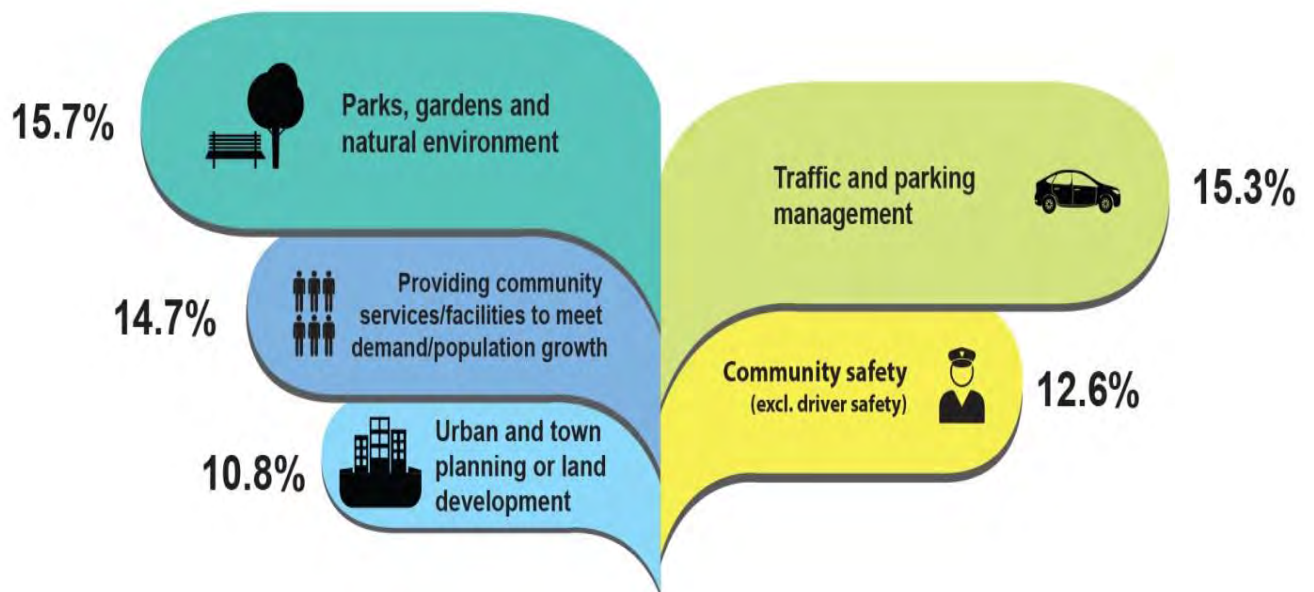 15.7%
Parks, gardens and
natural environment
Traffic and parking
management
15.3%
14.7%
Providing community
services/facilities to meet
demand/population growth
Community safety
(excl. driver safety)
12.6%
10.8%
Urban and town
planning or land
development